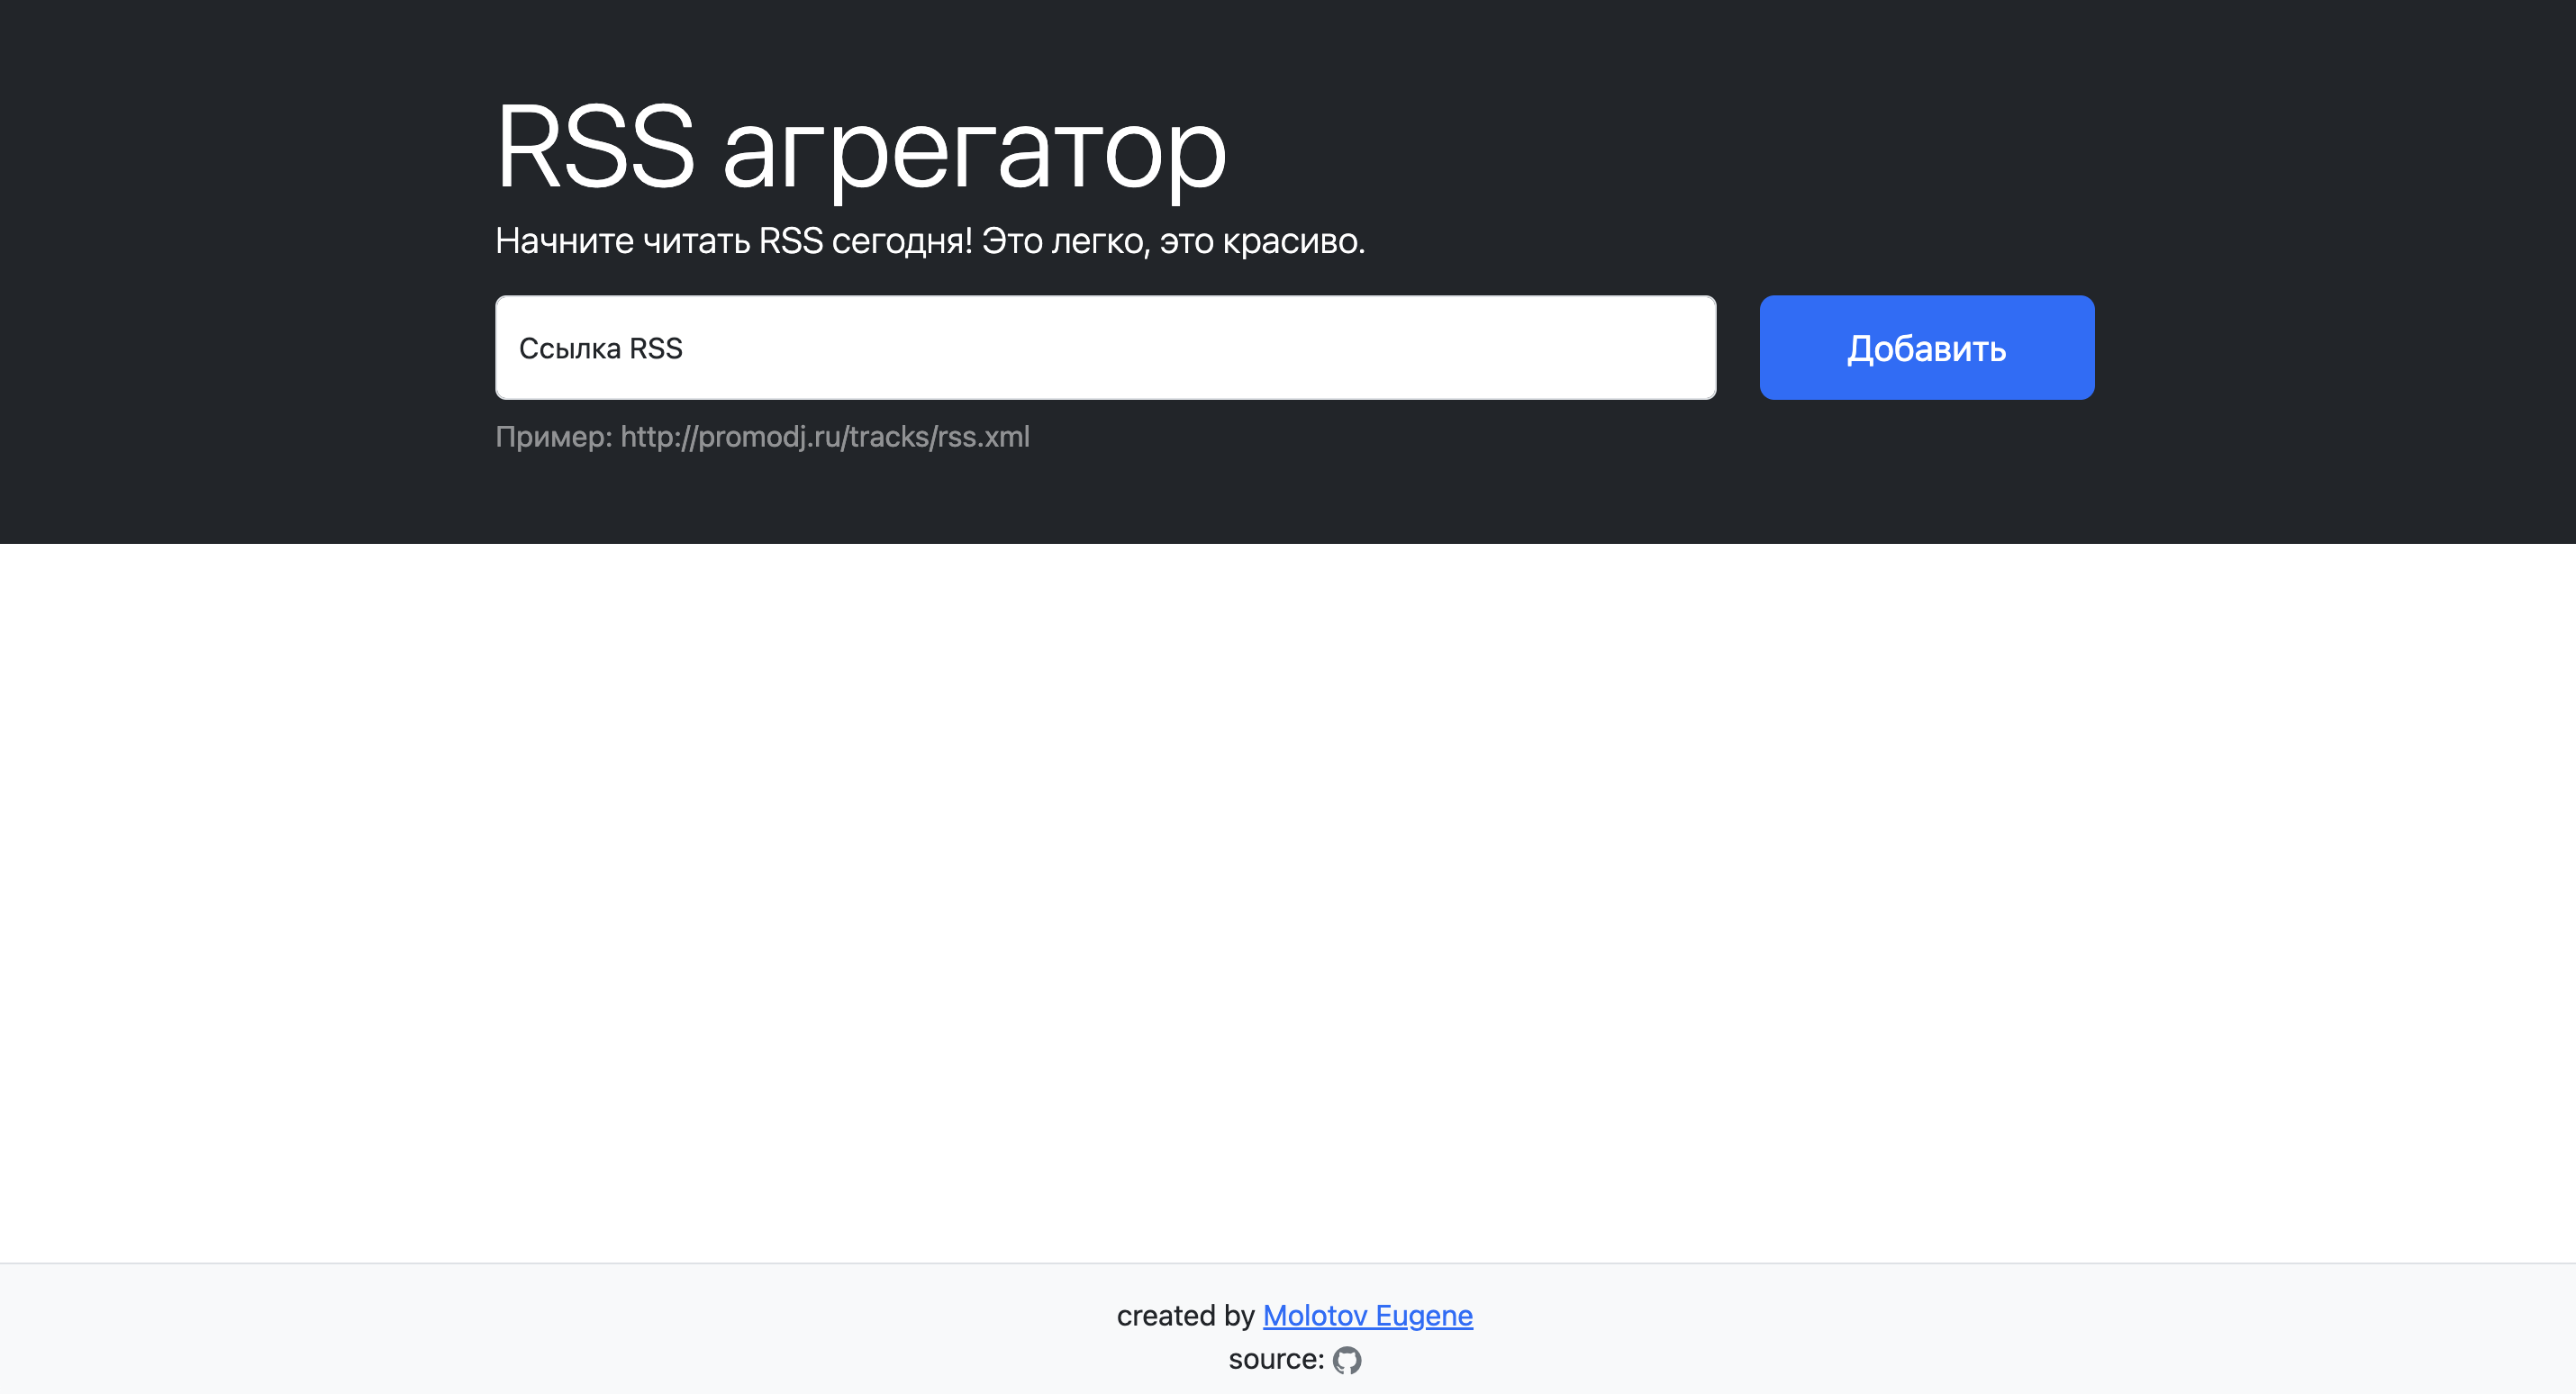 RSS агрегатор
Начните читать RSS сегодня! Это легко, это красиво.
Ссылка RSS
Добавить
Пример: http://promodj.ru/tracks/rss.xml
created by Molotov Eugene
source: